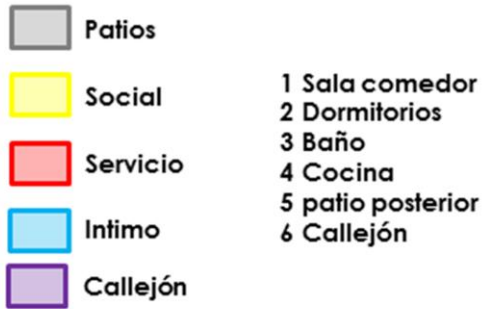 Patios
Social
Servicio
Intimo
Callejón
1 Sala comedor
2 Dormitorios
3 Baño
4 Cocina
5 patio posterior
6 Callejón